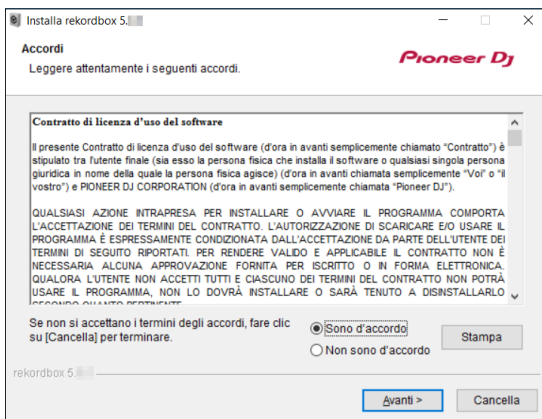 Installa rekordbox 5.
Accordi
Leggere attentamente i seguenti accordi.
Pioneer Dj
Contratto di licenza d'uso del software
Il presente Contratto di licenza d'uso del software (d'ora in avanti semplicemente chiamato "Contratto") è
stipulato tra l'utente finale (sia esso la persona fisica che installa il software o qualsiasi singola persona
giuridica in nome della quale la persona fisica agisce) (d'ora in avanti chiamata semplicemente "Voi" o "il
vostro") e PIONEER DJ CORPORATION (d'ora in avanti semplicemente chiamata "Pioneer DJ").
QUALSIASI AZIONE INTRAPRESA PER INSTALLARE O AVVIARE IL PROGRAMMA COMPORTA
L'ACCETTAZIONE DEI TERMINI DEL CONTRATTO. L'AUTORIZZAZIONE DI SCARICARE E/O USARE IL
PROGRAMMA È ESPRESSAMENTE CONDIZIONATA DALL'ACCETTAZIONE DA PARTE DELL'UTENTE DEI
TERMINI DI SEGUITO RIPORTATI. PER RENDERE VALIDO E APPLICABILE IL CONTRATTO NON È
NECESSARIA ALCUNA APPROVAZIONE FORNITA PER ISCRITTO O IN FORMA ELETTRONICA.
QUALORA L'UTENTE NON ACCETTI TUTTI E CIASCUNO DEI TERMINI DEL CONTRATTO NON POTRÀ
USARE IL PROGRAMMA, NON LO DOVRÀ INSTALLARE O SARÀ TENUTO A DISINSTALLARLO
SECONDO QUANTO PERTINENTE.
Se non si accettano i termini degli accordi, fare clic
su [Cancella] per terminare.
Sono d'accordo
Non sono d'accordo
Stampa
rekordbox 5.
Avanti >
Cancella